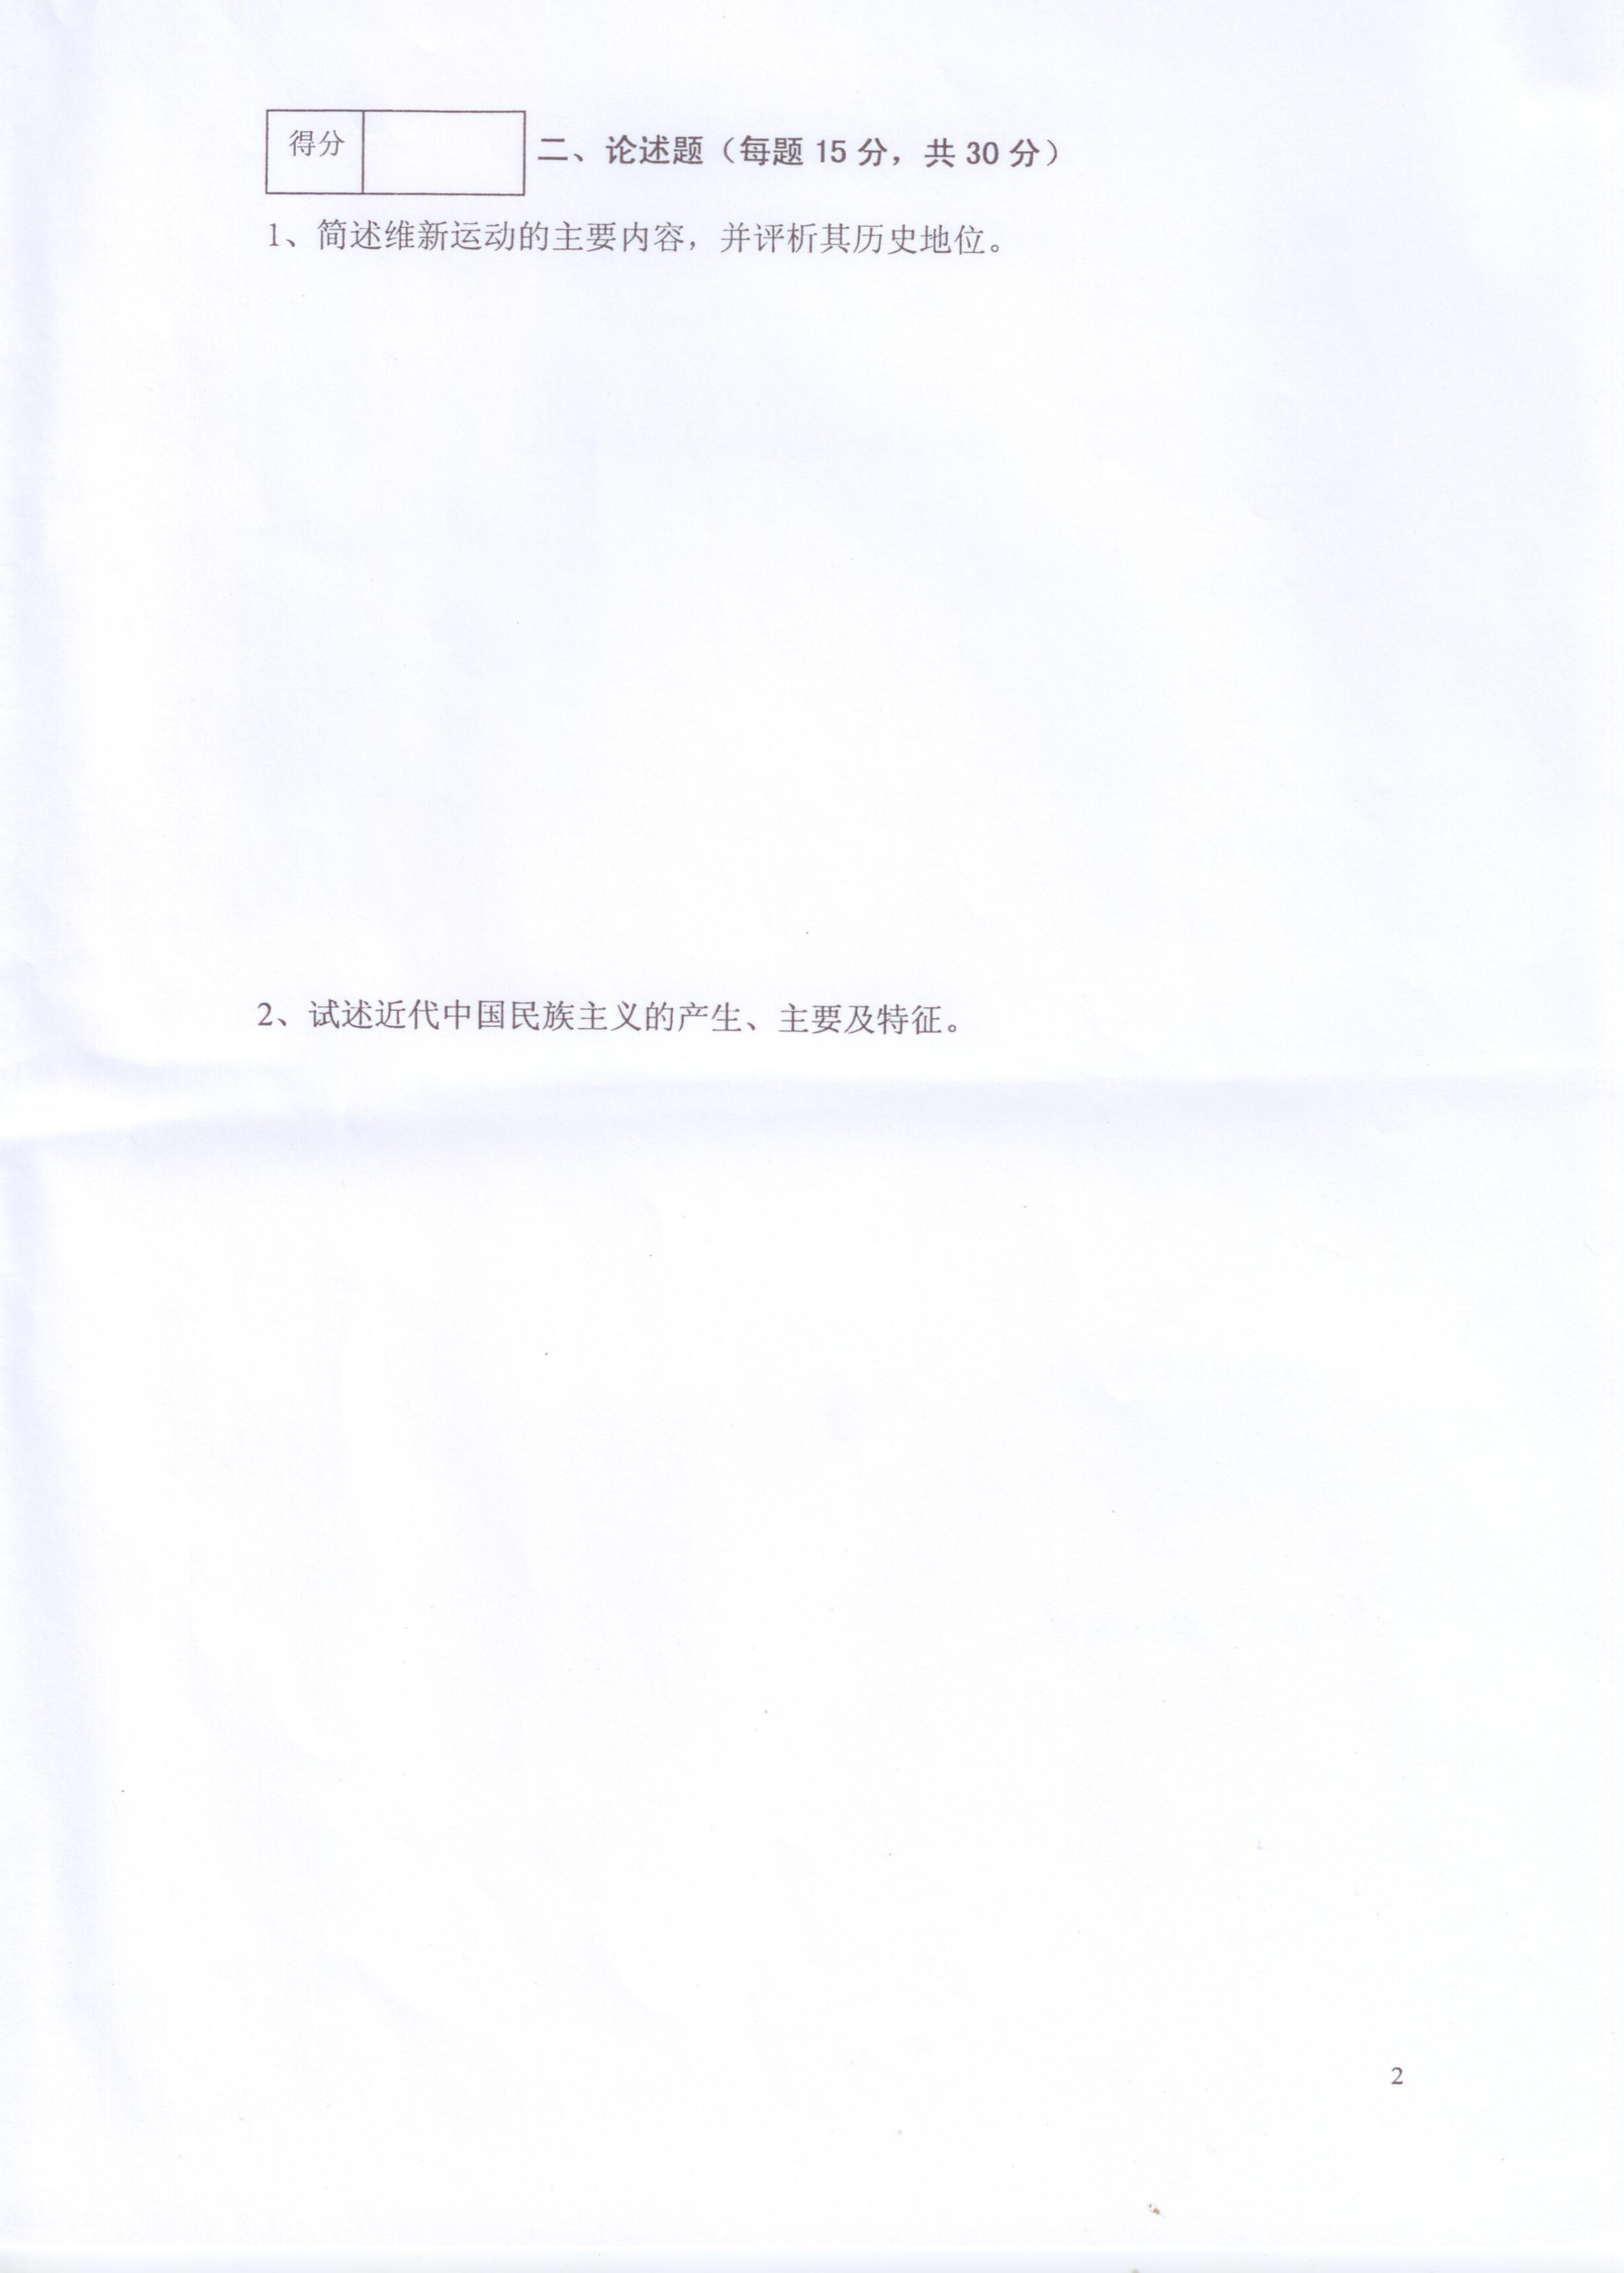 得分
二、论述题（每题 15 分，共 30 分）
1、简述维新运动的主要内容，并评析其历史地位。
2、试述近代中国民族主义的产生、主要及特征。
2